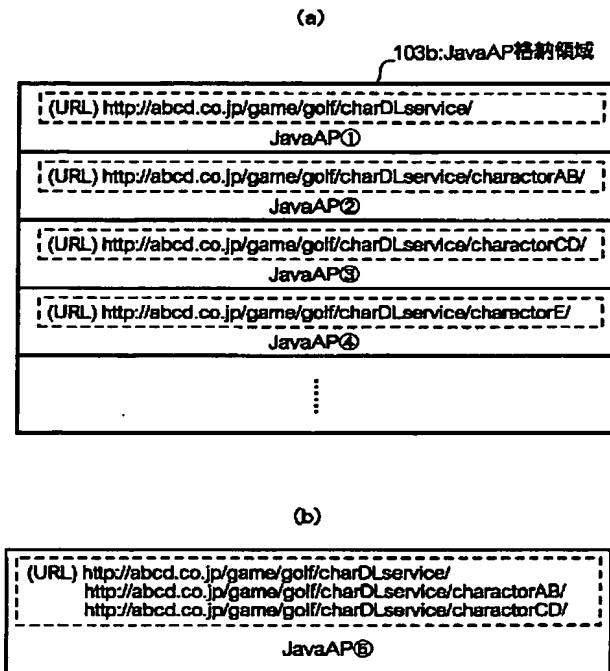 (a)
103b:JavaAP格納領域
(URL) http://abcd.co.jp/game/golf/charDLservice/
JavaAP①
(URL) http://abcd.co.jp/game/golf/charDLservice/charactorAB/
JavaAP②
(URL) http://abcd.co.jp/game/golf/charDLservice/charactorCD/
JavaAP③
(URL) http://abcd.co.jp/game/golf/charDLservice/charactorE/
JavaAP④
(b)
(URL) http://abcd.co.jp/game/golf/charDLservice/
http://abcd.co.jp/game/golf/charDLservice/charactorAB/
http://abcd.co.jp/game/golf/charDLservice/charactorCD/
JavaAP⑤